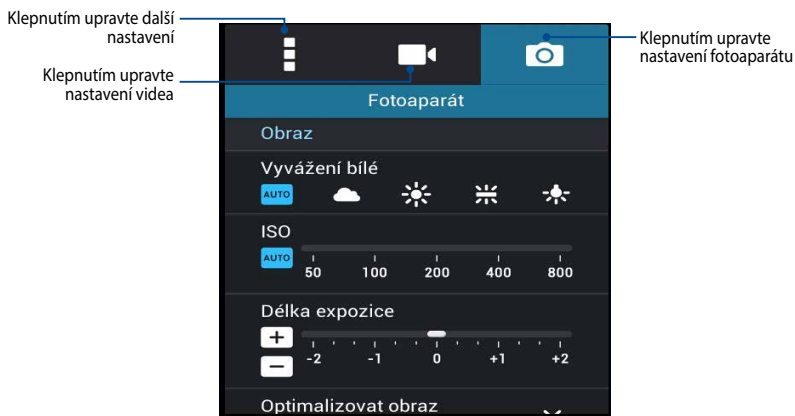 Klepnutím upravte další
nastavení
Klepnutím upravte
nastavení videa
Klepnutím upravte
nastavení fotoaparátu
Fotoaparát
Obraz
Vyvážení bílé
AUTO
ISO
AUTO
50 100 200 400 800
Délka expozice
-2 -1 0 +1 +2
Optimalizovat obraz